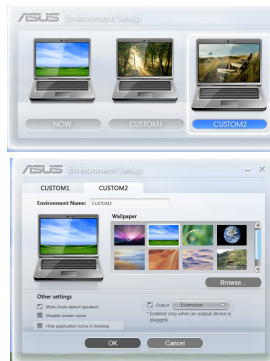 ASUS Environment Setup
NOW CUSTOM1 CUSTOM2
ASUS Environment Setup
CUSTOM1 CUSTOM2
Environment Name: CUSTOM2
Wallpaper
Browse...
Other settings
Mute (Auto-detect speaker)
Disable screen saver
Hide application icons in desktop
Output Extension
* Enabled only when an output device is
plugged.
OK Cancel